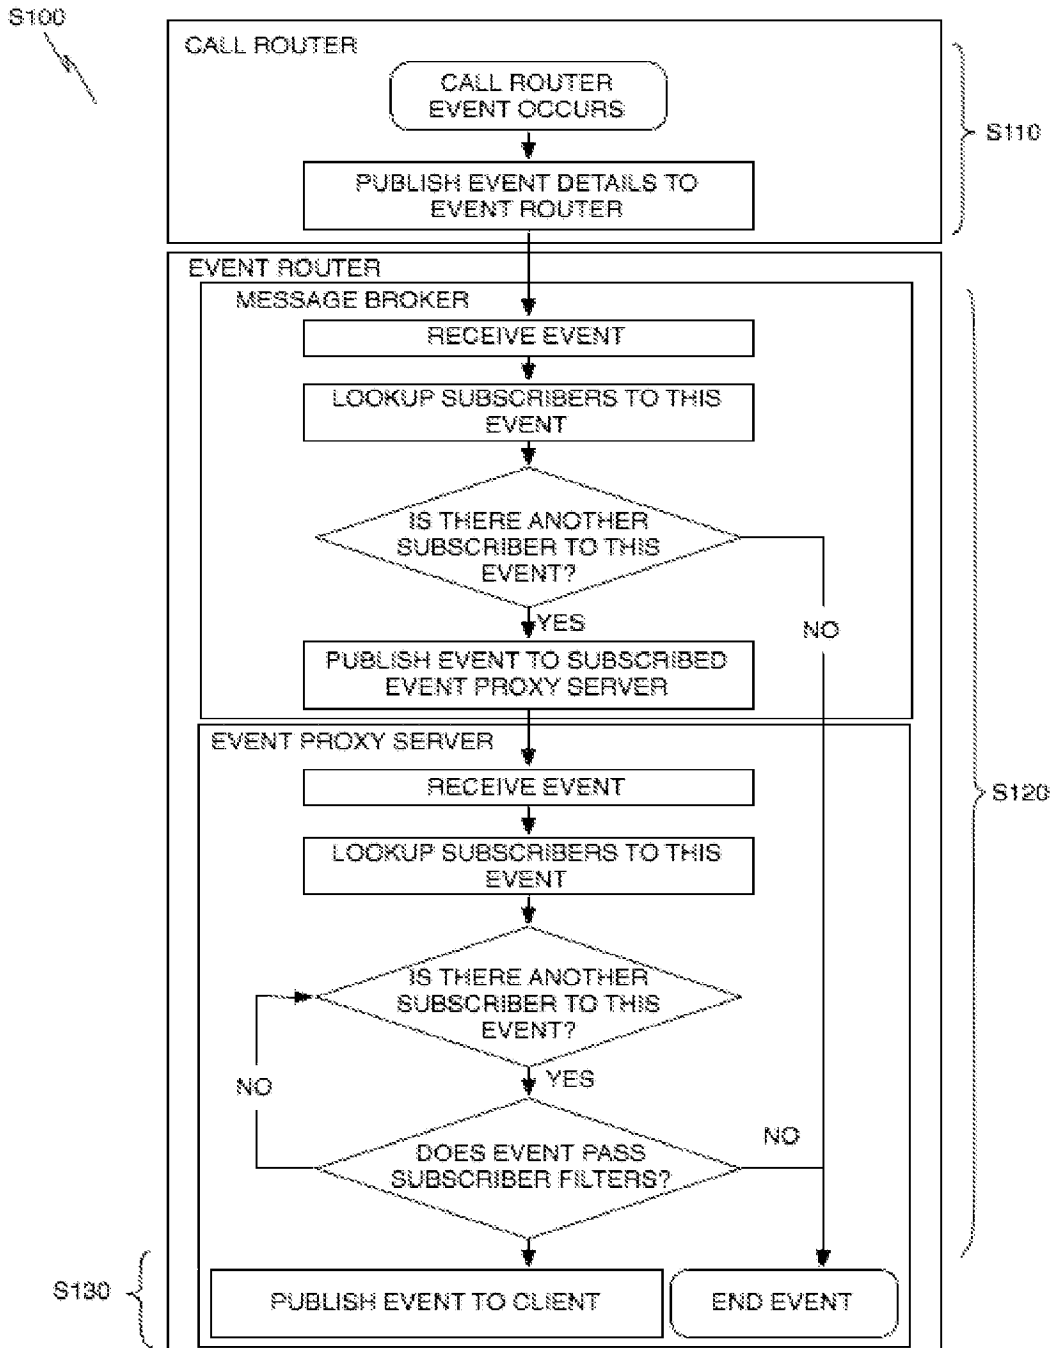 S100
CALL ROUTER
CALL ROUTER
EVENT OCCURS
S110
PUBLISH EVENT DETAILS TO
EVENT ROUTER
EVENT ROUTER
MESSAGE BROKER
RECEIVE EVENT
LOOKUP SUBSCRIBERS TO THIS
EVENT
IS THERE ANOTHER
SUBSCRIBER TO THIS
EVENT?
YES
NO
PUBLISH EVENT TO SUBSCRIBED
EVENT PROXY SERVER
EVENT PROXY SERVER
RECEIVE EVENT
S120
LOOKUP SUBSCRIBERS TO THIS
EVENT
IS THERE ANOTHER
SUBSCRIBER TO THIS
EVENT?
YES
NO
NO
DOES EVENT PASS
SUBSCRIBER FILTERS?
S130
PUBLISH EVENT TO CLIENT
END EVENT